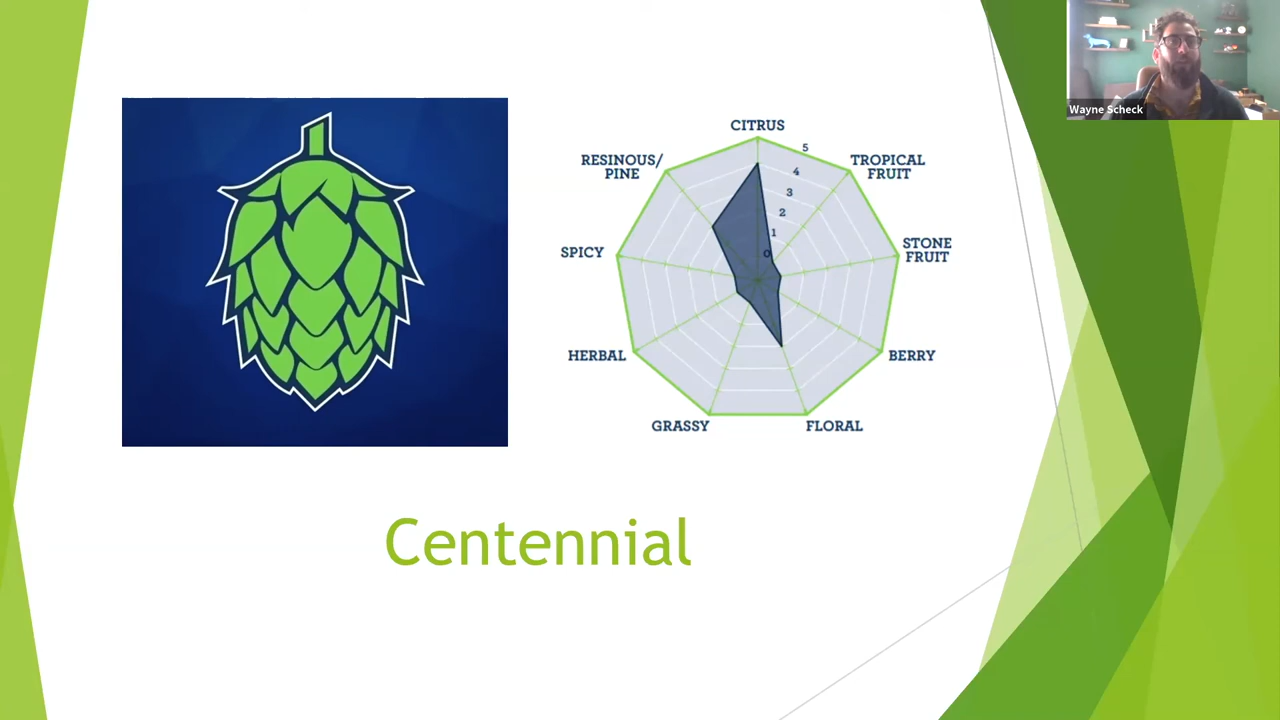 Wayne Scheck
CITRUS
RESINOUS/
PINE
TROPICAL
FRUIT
5
4
3
2
1
0
SPICY
STONE
FRUIT
HERBAL
BERRY
GRASSY
FLORAL
Centennial